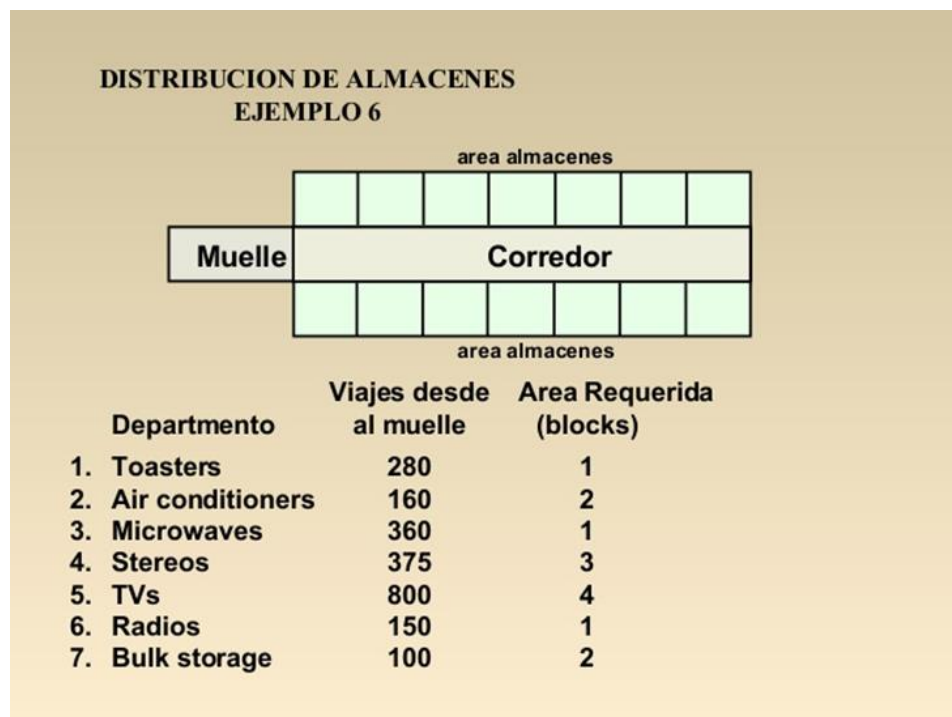 DISTRIBUCION DE ALMACENES
EJEMPLO 6
area almacenes
Muelle Corredor
area almacenes
Viajes desde Area Requerida
Departmento al muelle (blocks)
1. Toasters 280 1
2. Air conditioners 160 2
3. Microwaves 360 1
4. Stereos 375 3
5. TVs 800 4
6. Radios 150 1
7. Bulk storage 100 2